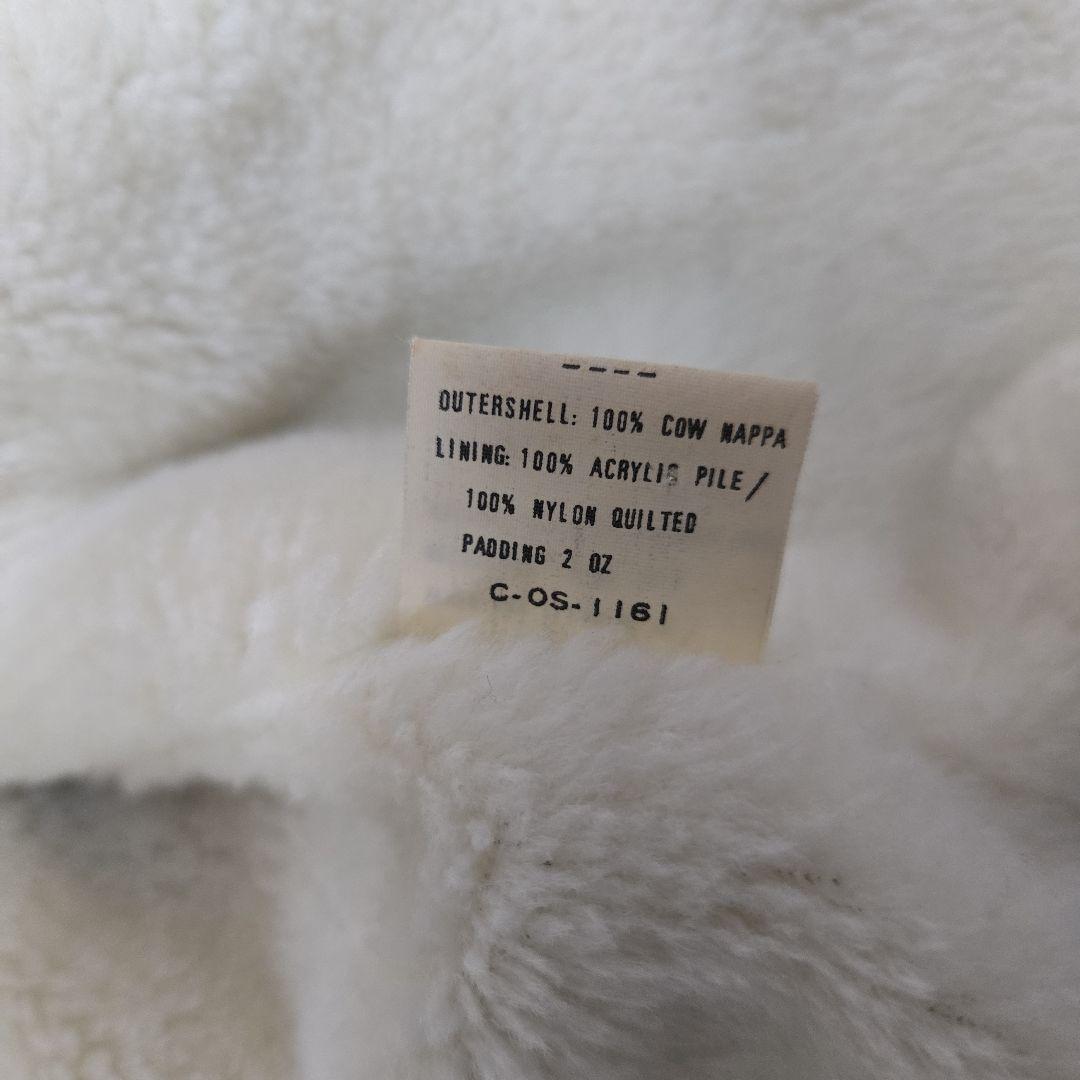 OUTERSHELL: 100% COW NAPPA
LINING: 100% ACRYLIC PILE/
100% NYLON QUILTED
PADDING 2 OZ
C-OS-1161